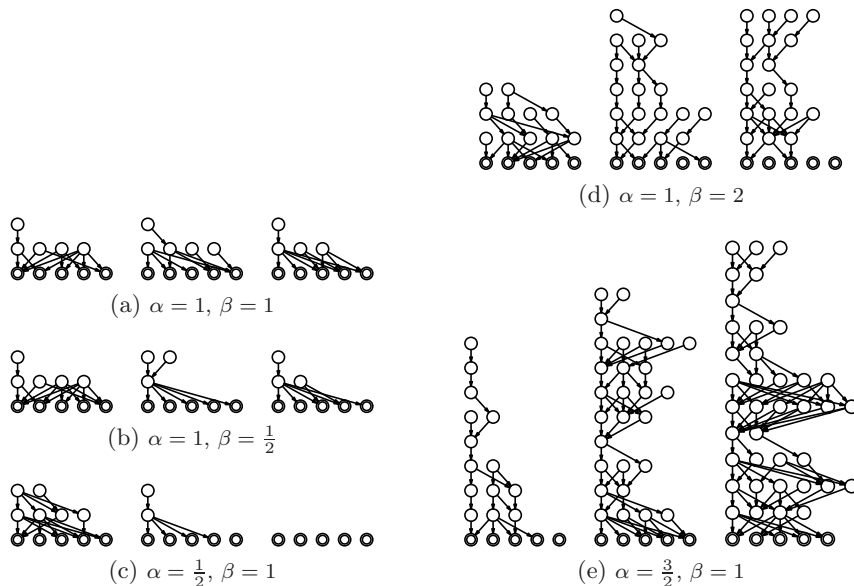 (d) α = 1, β = 2
(a) α = 1, β = 1
(b) α = 1, β = 1/2
(c) α = 1/2, β = 1
(e) α = 3/2, β = 1